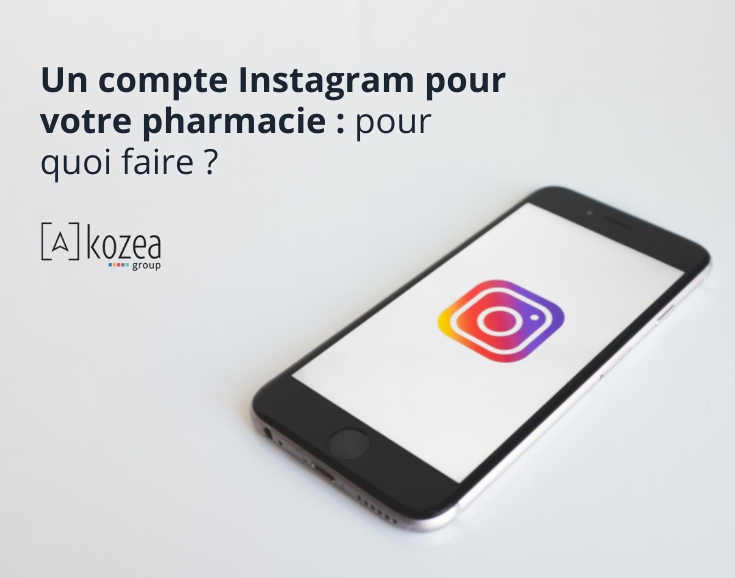 Un compte Instagram pour
votre pharmacie : pour
quoi faire ?
[A] kozea
group